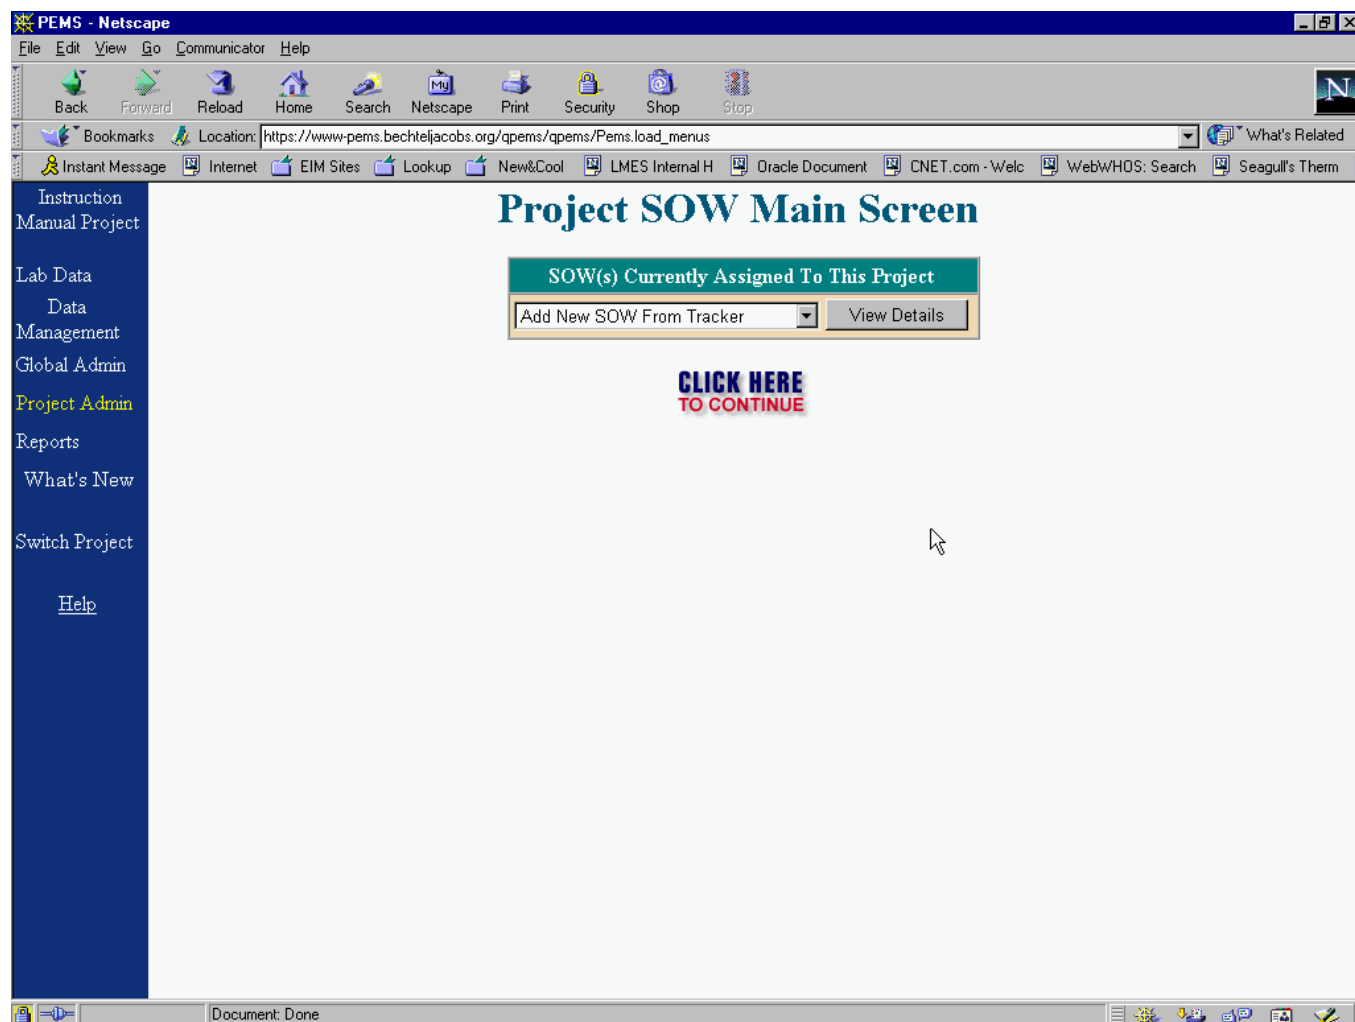 PEMS - Netscape
File Edit View Go Communicator Help
My
Back Forward Reload Home Search Netscape Print Security Shop Stop
N
Bookmarks Location: https://www-pems.bechteljacobs.org/qpems/qpems/Pems.load_menus What's Related
Instant Message Internet EIM Sites Lookup New&Cool LMES Internal H Oracle Document CNET.com - Welc WebWHOS: Search Seagull's Therm
Instruction
Manual Project
Lab Data
Data
Management
Global Admin
Project Admin
Reports
What's New
Switch Project
Help
Project SOW Main Screen
SOW(s) Currently Assigned To This Project
Add New SOW From Tracker View Details
CLICK HERE
TO CONTINUE
Document: Done